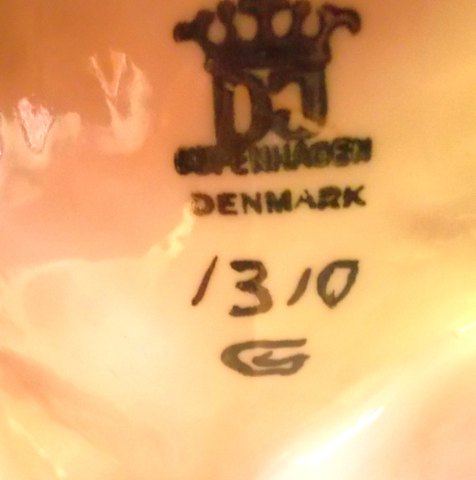 DJ
COPENHAGEN
DENMARK
1310
G